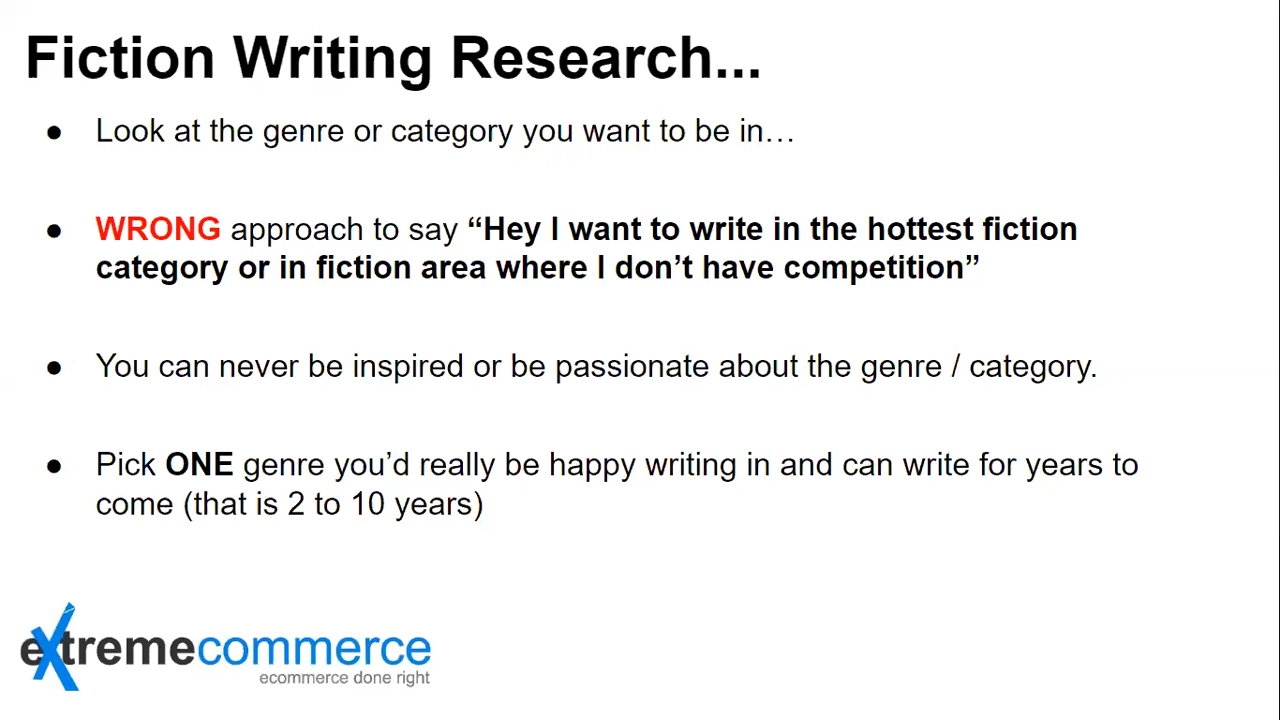 Fiction Writing Research...
● Look at the genre or category you want to be in…
● WRONG approach to say “Hey I want to write in the hottest fiction
category or in fiction area where I don’t have competition”
● You can never be inspired or be passionate about the genre / category.
● Pick ONE genre you’d really be happy writing in and can write for years to
come (that is 2 to 10 years)
extremecommerce
ecommerce done right